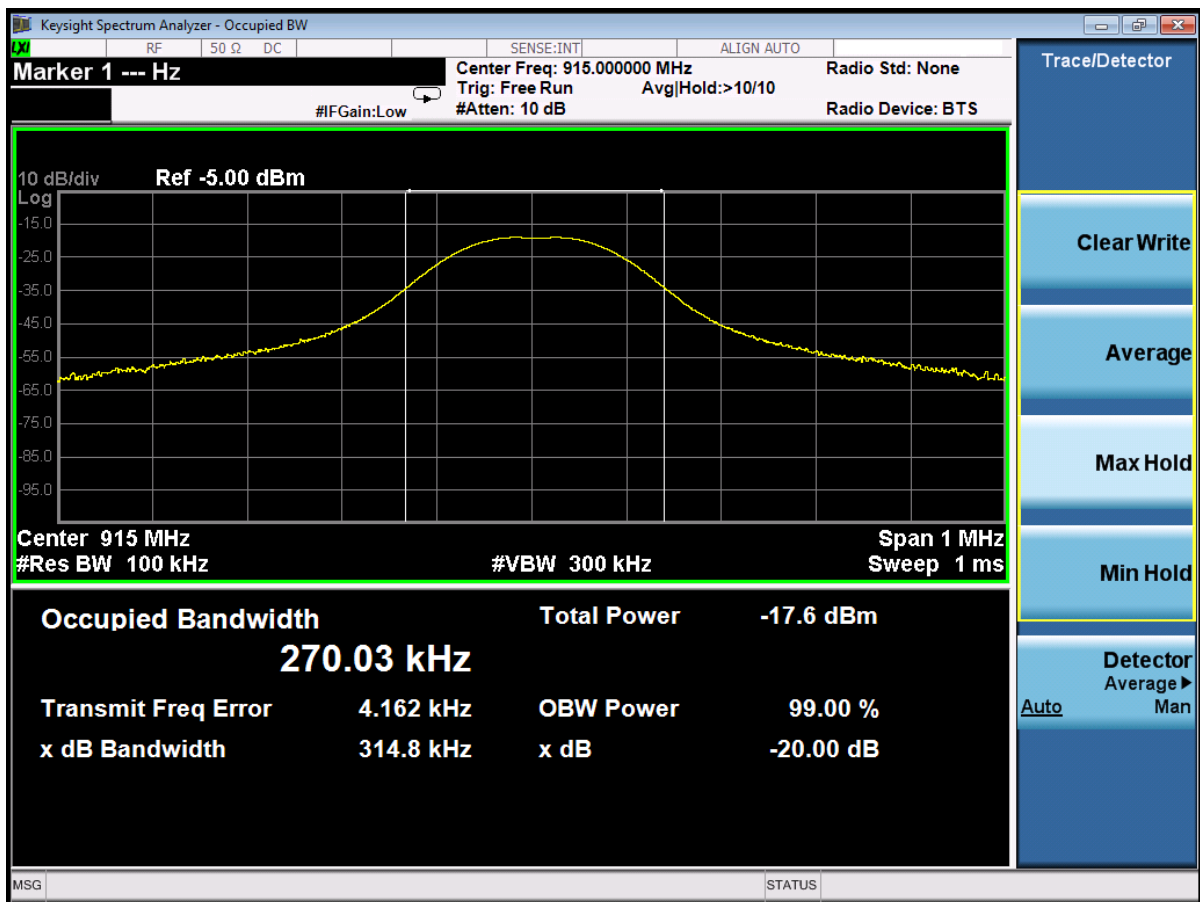 Keysight Spectrum Analyzer - Occupied BW
LXI RF 50 Ω DC SENSE:INT ALIGN AUTO
Marker 1 --- Hz
#IFGain:Low
Center Freq: 915.000000 MHz
Trig: Free Run Avg|Hold:>10/10
#Atten: 10 dB
Radio Std: None
Radio Device: BTS
10 dB/div Ref -5.00 dBm
Log
-15.0
-25.0
-35.0
-45.0
-55.0
-65.0
-75.0
-85.0
-95.0
Center 915 MHz Span 1 MHz
#Res BW 100 kHz #VBW 300 kHz Sweep 1 ms
Occupied Bandwidth Total Power -17.6 dBm
270.03 kHz
Transmit Freq Error 4.162 kHz OBW Power 99.00 %
x dB Bandwidth 314.8 kHz x dB -20.00 dB
Trace/Detector
Clear Write
Average
Max Hold
Min Hold
Detector
Average▶
Auto Man
MSG STATUS